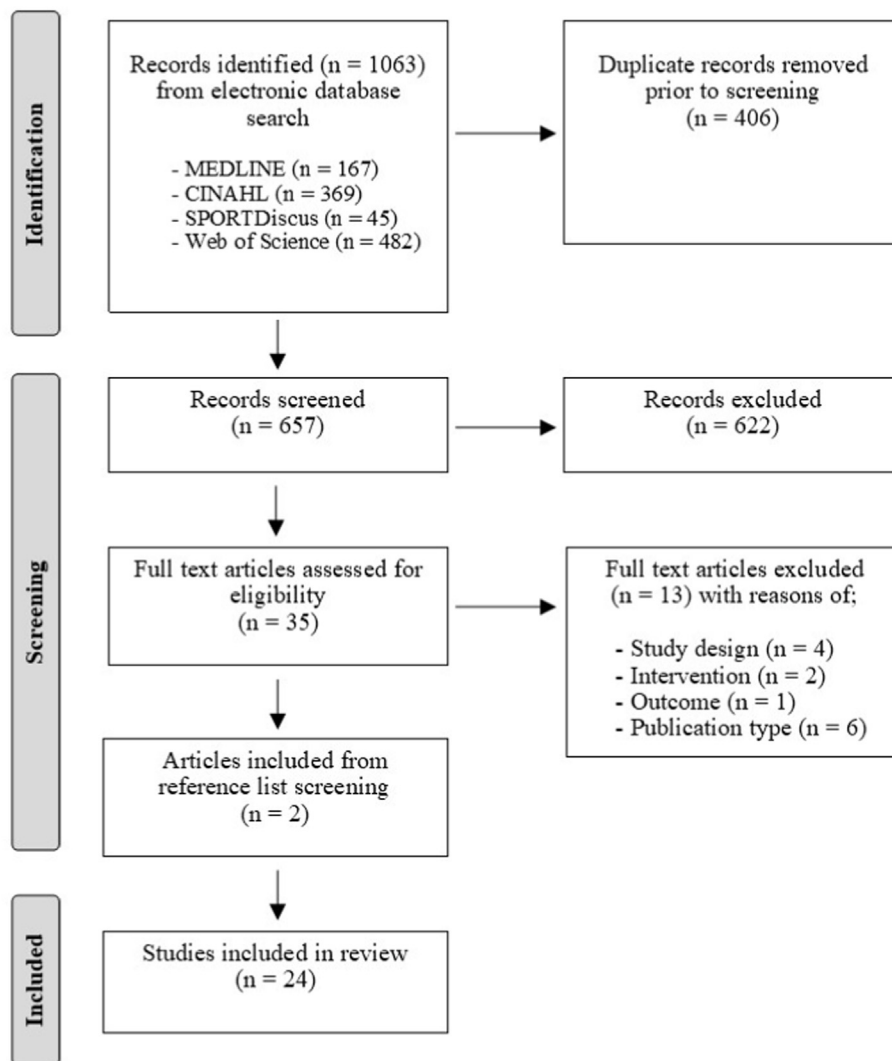 Identification
Records identified (n = 1063)
from electronic database
search
- MEDLINE (n = 167)
- CINAHL (n = 369)
- SPORTDiscus (n = 45)
- Web of Science (n = 482)
Duplicate records removed
prior to screening
(n = 406)
Screening
Records screened
(n = 657)
Records excluded
(n = 622)
Full text articles assessed for
eligibility
(n = 35)
Full text articles excluded
(n = 13) with reasons of;
- Study design (n = 4)
- Intervention (n = 2)
- Outcome (n = 1)
- Publication type (n = 6)
Articles included from
reference list screening
(n = 2)
Included
Studies included in review
(n = 24)